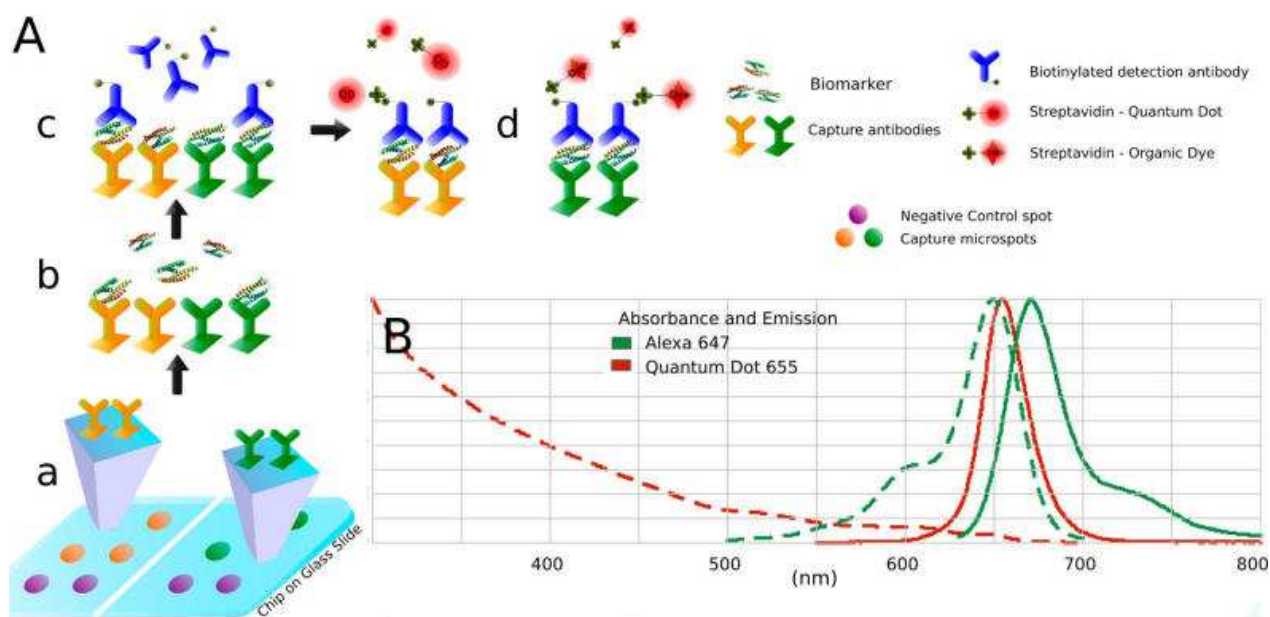 A
c
d
b
a
Biomarker
Capture antibodies
Biotinylated detection antibody
Streptavidin - Quantum Dot
Streptavidin - Organic Dye
Negative Control spot
Capture microspots
Chip on Glass Slide
B
Absorbance and Emission
Alexa 647
Quantum Dot 655
400
500
600
700
800
(nm)